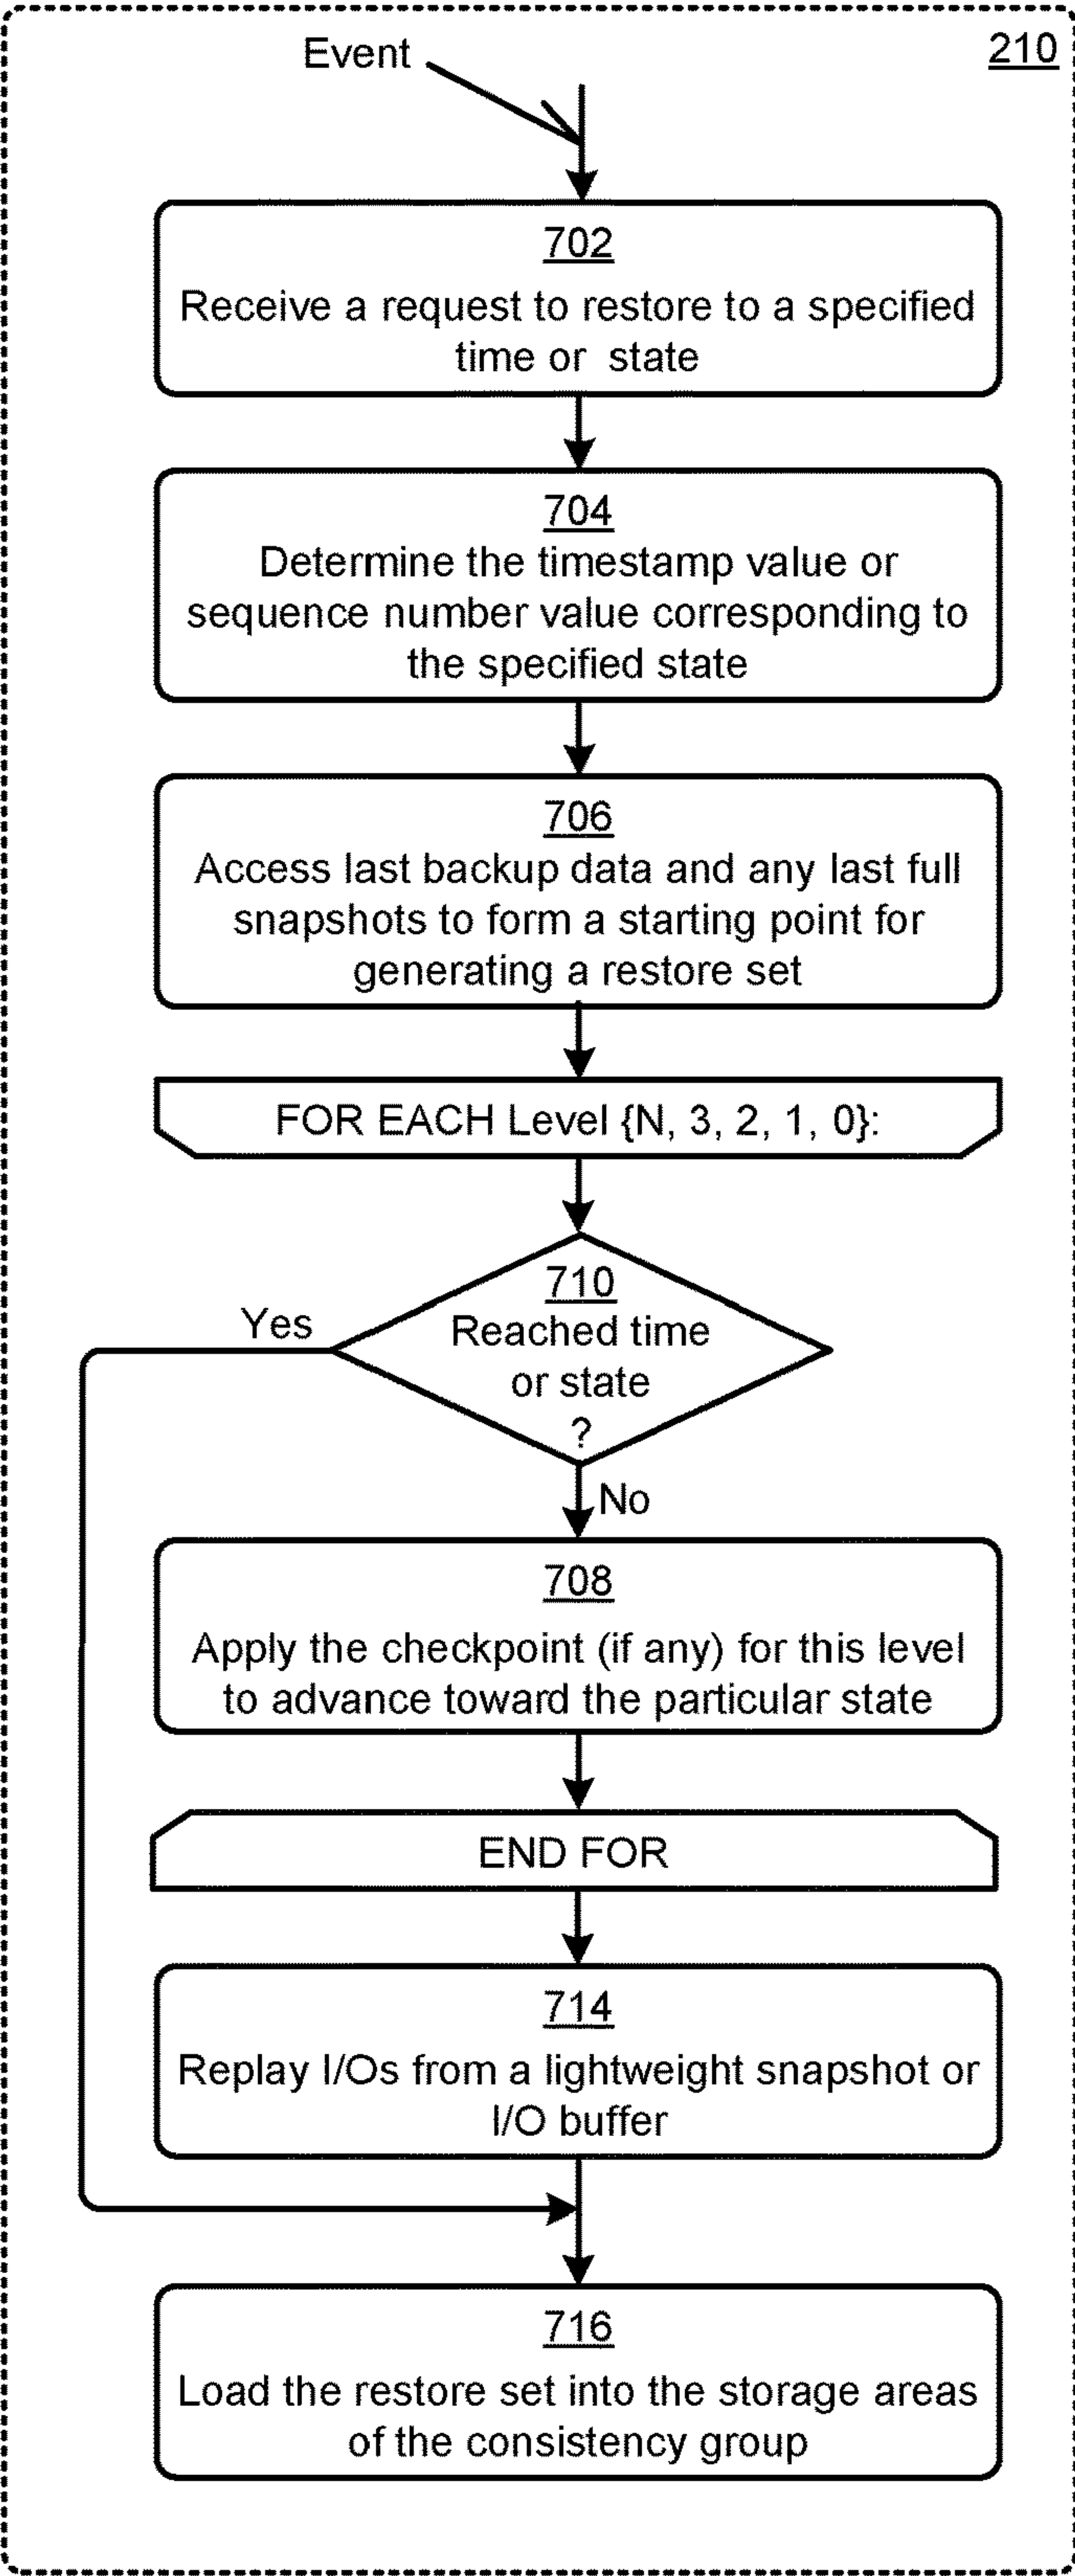 Event
210
702
Receive a request to restore to a specified
time or state
704
Determine the timestamp value or
sequence number value corresponding to
the specified state
706
Access last backup data and any last full
snapshots to form a starting point for
generating a restore set
FOR EACH Level {N, 3, 2, 1, 0}:
710
Yes
Reached time
or state
?
No
708
Apply the checkpoint (if any) for this level
to advance toward the particular state
END FOR
714
Replay I/Os from a lightweight snapshot or
I/O buffer
716
Load the restore set into the storage areas
of the consistency group